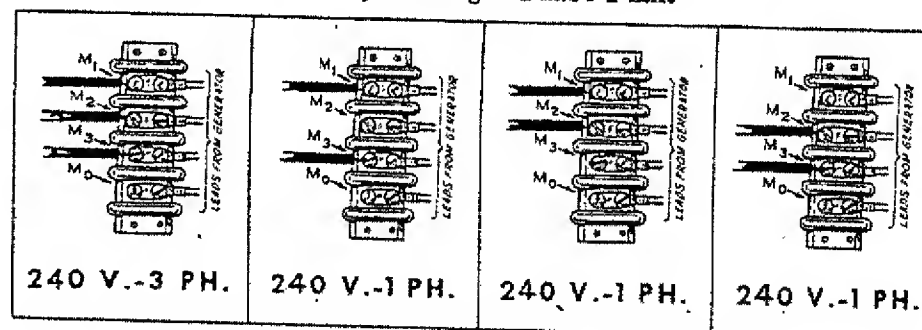 M₁
M₂
M₃
M₀
LEADS FROM GENERATOR
240 V.-3 PH.
M₁
M₂
M₃
M₀
LEADS FROM GENERATOR
240 V.-1 PH.
M₁
M₂
M₃
M₀
LEADS FROM GENERATOR
240 V.-1 PH.
M₁
M₂
M₃
M₀
LEADS FROM GENERATOR
240 V.-1 PH.